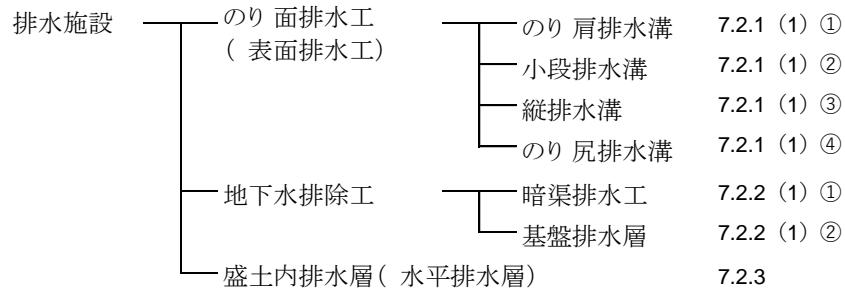 排水施設 のり面排水工 のり肩排水溝 7.2.1（1）①
（表面排水工） 小段排水溝 7.2.1（1）②
縦排水溝 7.2.1（1）③
のり尻排水溝 7.2.1（1）④
地下水排除工 暗渠排水工 7.2.2（1）①
基盤排水層 7.2.2（1）②
盛土内排水層（水平排水層） 7.2.3